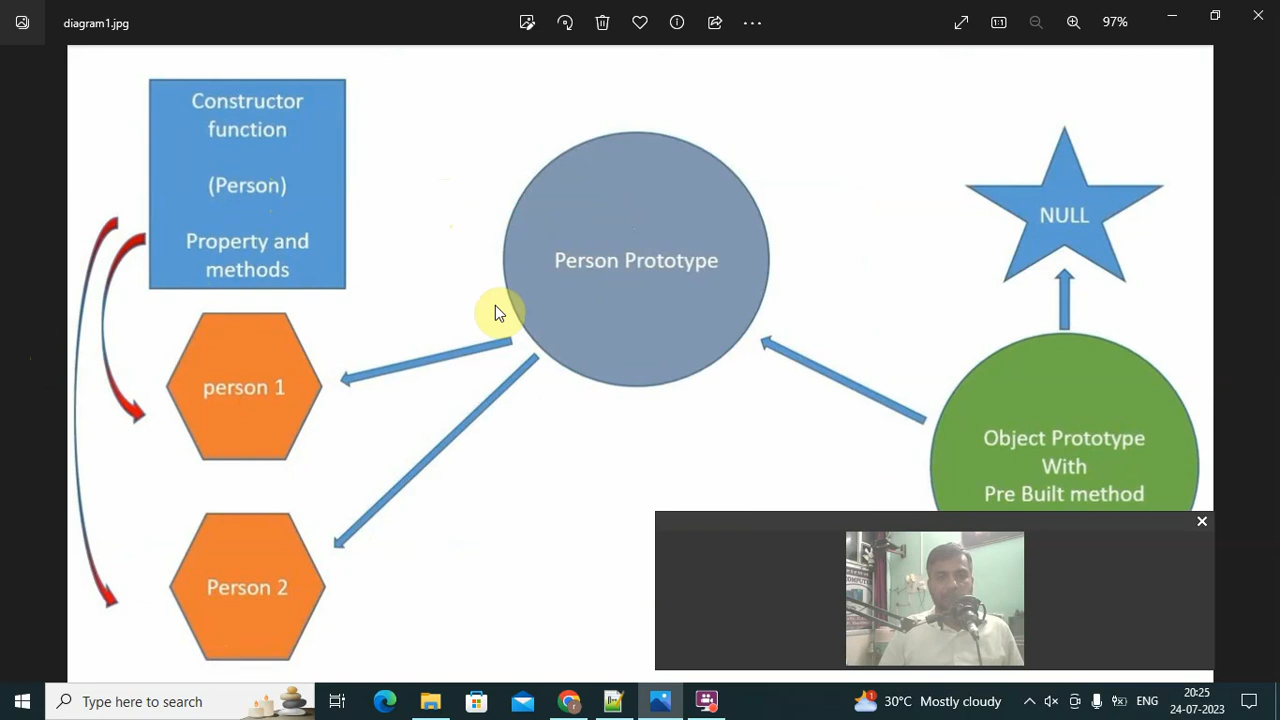 diagram1.jpg
97%
Constructor
function
(Person)
Property and
methods
Person Prototype
NULL
person 1
Object Prototype
With
Pre Built method
Person 2
Type here to search
1
30°C Mostly cloudy
ENG
20:25
24-07-2023